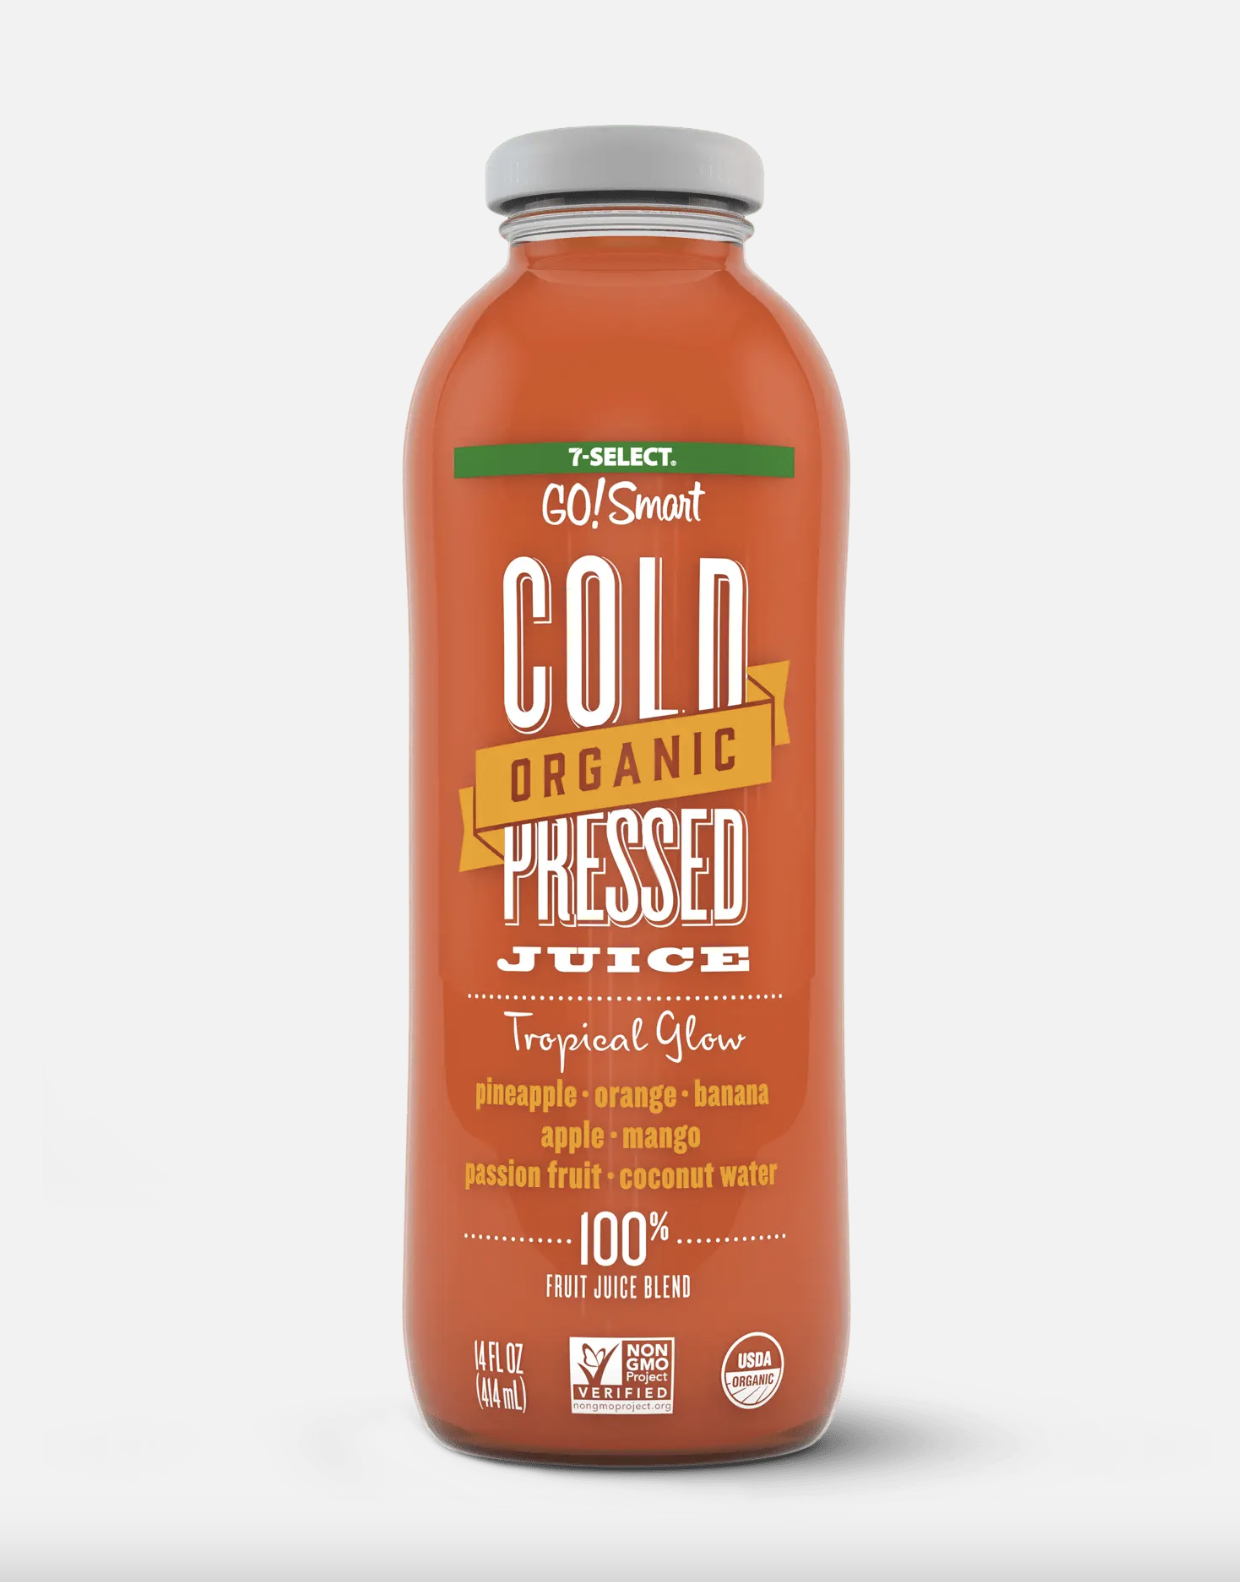 7-SELECT®
GO! Smart
COLD
ORGANIC
PRESSED
JUICE
Tropical Glow
pineapple · orange · banana
apple · mango
passion fruit · coconut water
100%
FRUIT JUICE BLEND
14 FL OZ
(414 mL)
NON
GMO
Project
VERIFIED
nongmoproject.org
USDA
ORGANIC